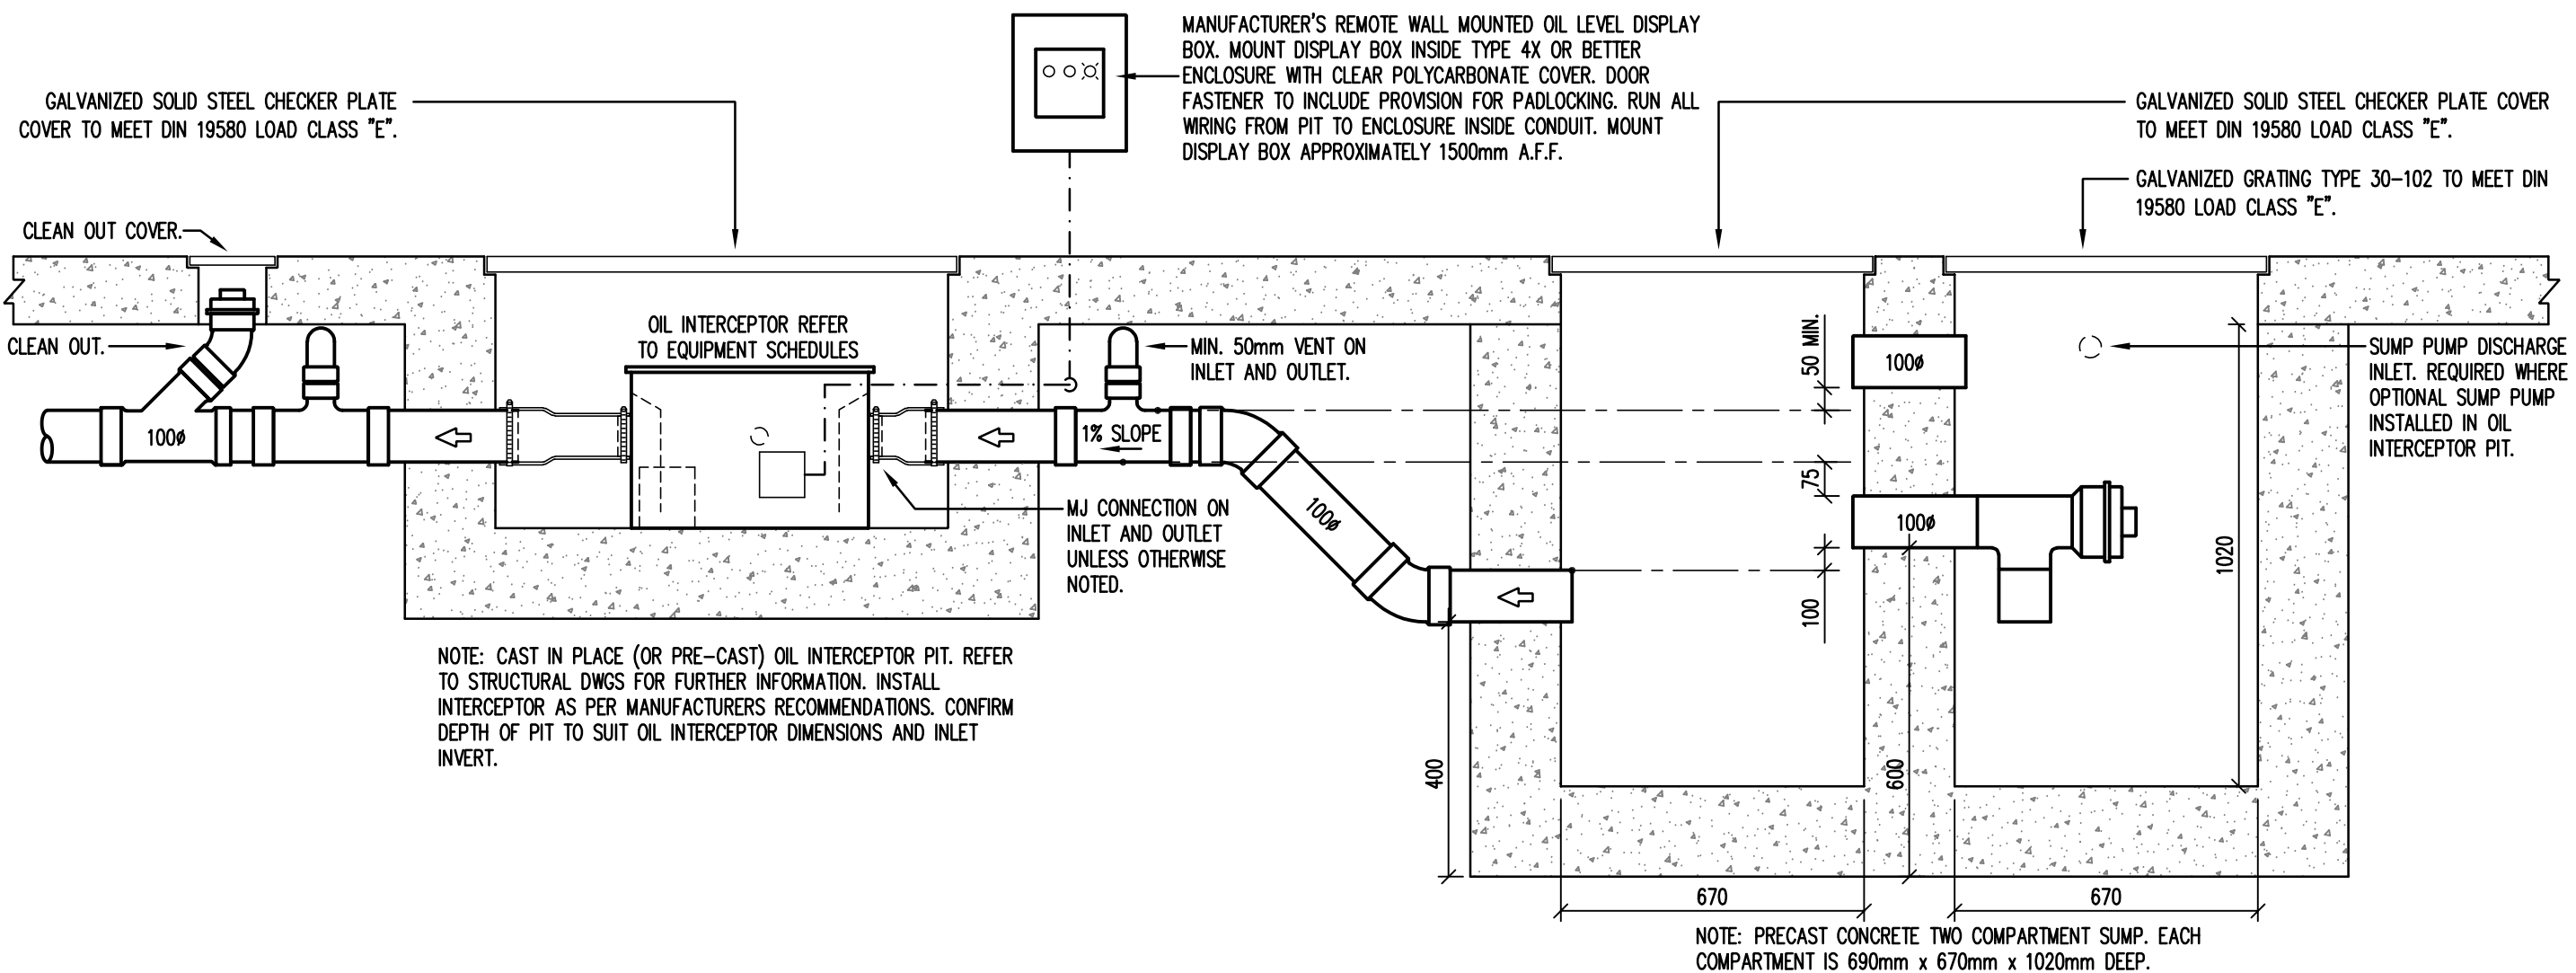 MANUFACTURER'S REMOTE WALL MOUNTED OIL LEVEL DISPLAY
BOX. MOUNT DISPLAY BOX INSIDE TYPE 4X OR BETTER
ENCLOSURE WITH CLEAR POLYCARBONATE COVER. DOOR
FASTENER TO INCLUDE PROVISION FOR PADLOCKING. RUN ALL
WIRING FROM PIT TO ENCLOSURE INSIDE CONDUIT. MOUNT
DISPLAY BOX APPROXIMATELY 1500mm A.F.F.
GALVANIZED SOLID STEEL CHECKER PLATE
COVER TO MEET DIN 19580 LOAD CLASS "E".
GALVANIZED SOLID STEEL CHECKER PLATE COVER
TO MEET DIN 19580 LOAD CLASS "E".
GALVANIZED GRATING TYPE 30-102 TO MEET DIN
19580 LOAD CLASS "E".
CLEAN OUT COVER.
CLEAN OUT.
OIL INTERCEPTOR REFER
TO EQUIPMENT SCHEDULES
MIN. 50mm VENT ON
INLET AND OUTLET.
50 MIN.
100ø
SUMP PUMP DISCHARGE
INLET. REQUIRED WHERE
OPTIONAL SUMP PUMP
INSTALLED IN OIL
INTERCEPTOR PIT.
100ø
1% SLOPE
75
MJ CONNECTION ON
INLET AND OUTLET
UNLESS OTHERWISE
NOTED.
100ø
100ø
1020
100
NOTE: CAST IN PLACE (OR PRE-CAST) OIL INTERCEPTOR PIT. REFER
TO STRUCTURAL DWGS FOR FURTHER INFORMATION. INSTALL
INTERCEPTOR AS PER MANUFACTURERS RECOMMENDATIONS. CONFIRM
DEPTH OF PIT TO SUIT OIL INTERCEPTOR DIMENSIONS AND INLET
INVERT.
400
600
670
670
NOTE: PRECAST CONCRETE TWO COMPARTMENT SUMP. EACH
COMPARTMENT IS 690mm x 670mm x 1020mm DEEP.